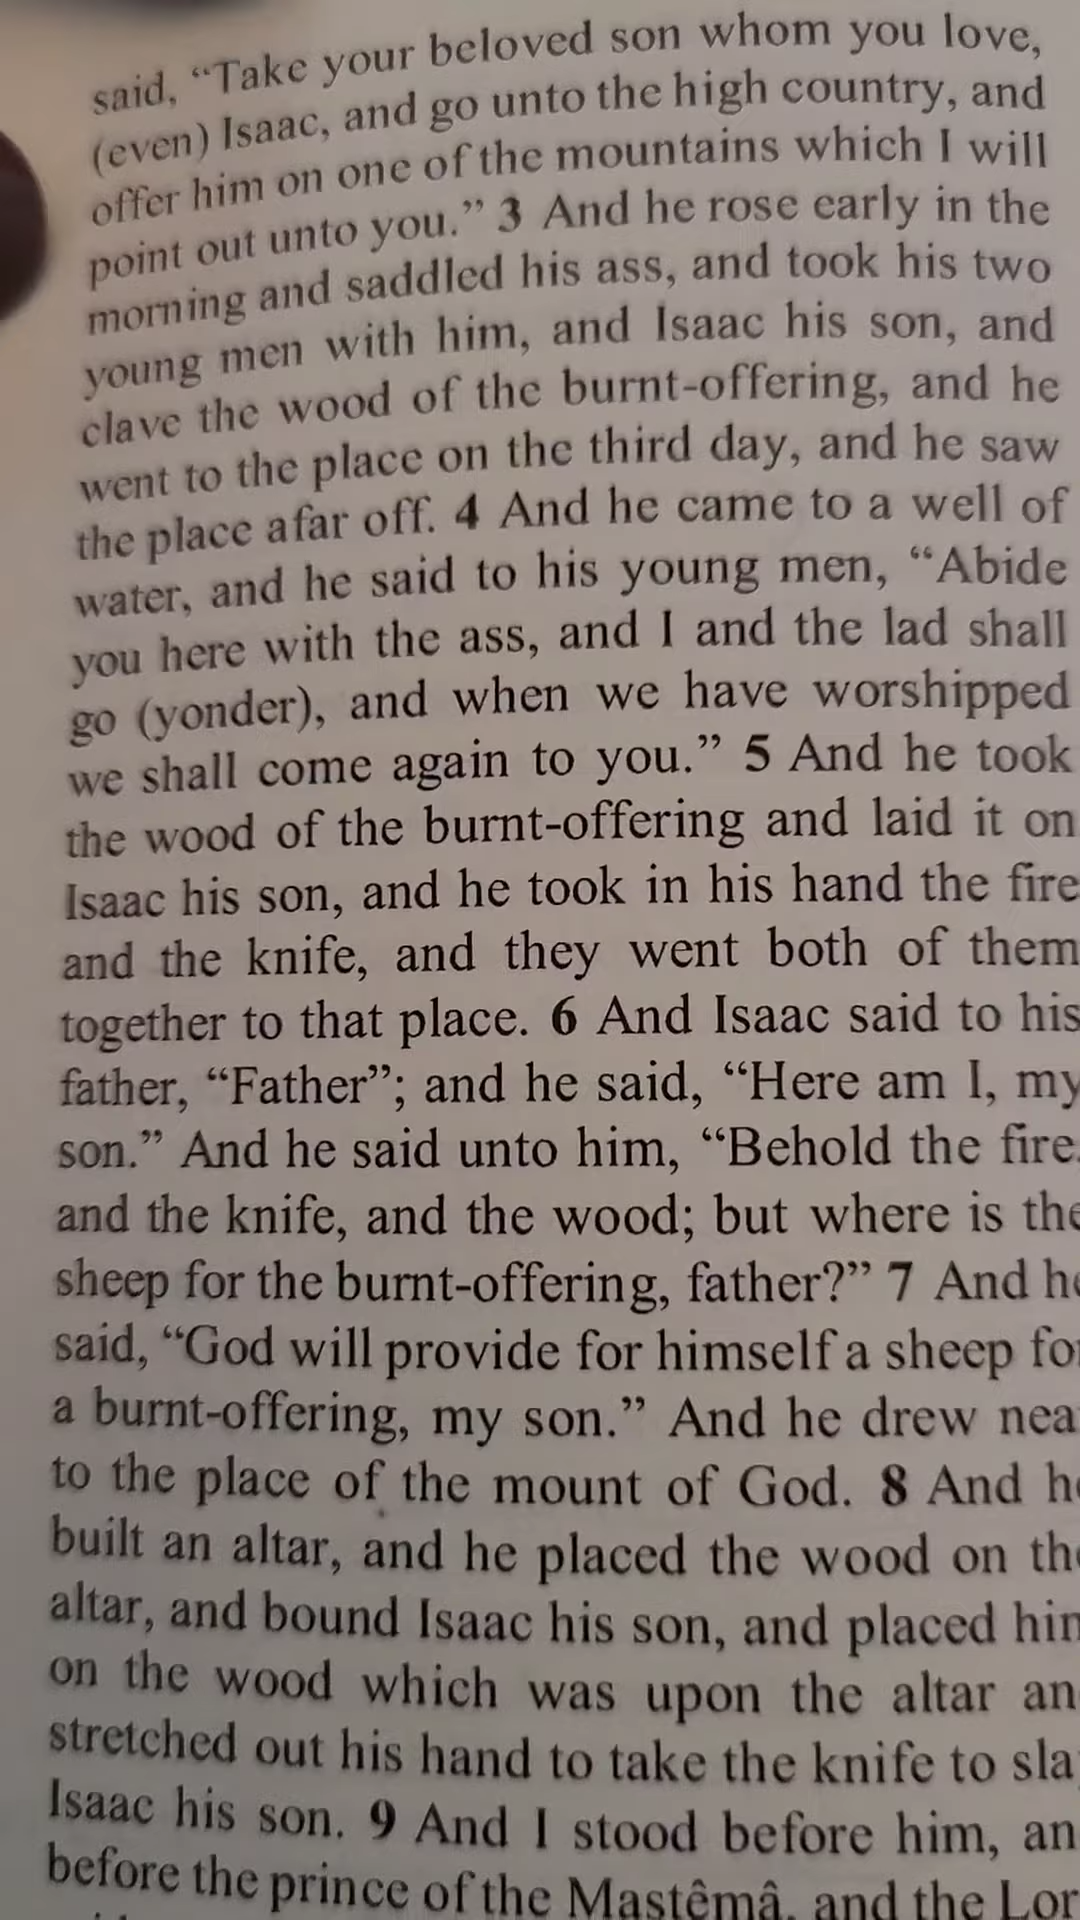 said, “Take your beloved son whom you love,
(even) Isaac, and go unto the high country, and
offer him on one of the mountains which I will
point out unto you.” 3 And he rose early in the
morning and saddled his ass, and took his two
young men with him, and Isaac his son, and
clave the wood of the burnt-offering, and he
went to the place on the third day, and he saw
the place afar off. 4 And he came to a well of
water, and he said to his young men, “Abide
you here with the ass, and I and the lad shall
go (yonder), and when we have worshipped
we shall come again to you.” 5 And he took
the wood of the burnt-offering and laid it on
Isaac his son, and he took in his hand the fire
and the knife, and they went both of them
together to that place. 6 And Isaac said to his
father, “Father”; and he said, “Here am I, my
son.” And he said unto him, “Behold the fire,
and the knife, and the wood; but where is the
sheep for the burnt-offering, father?” 7 And he
said, “God will provide for himself a sheep for
a burnt-offering, my son.” And he drew nea
to the place of the mount of God. 8 And he
built an altar, and he placed the wood on the
altar, and bound Isaac his son, and placed him
on the wood which was upon the altar an
stretched out his hand to take the knife to sla
Isaac his son. 9 And I stood before him, an
before the prince of the Mastêmâ, and the Lor